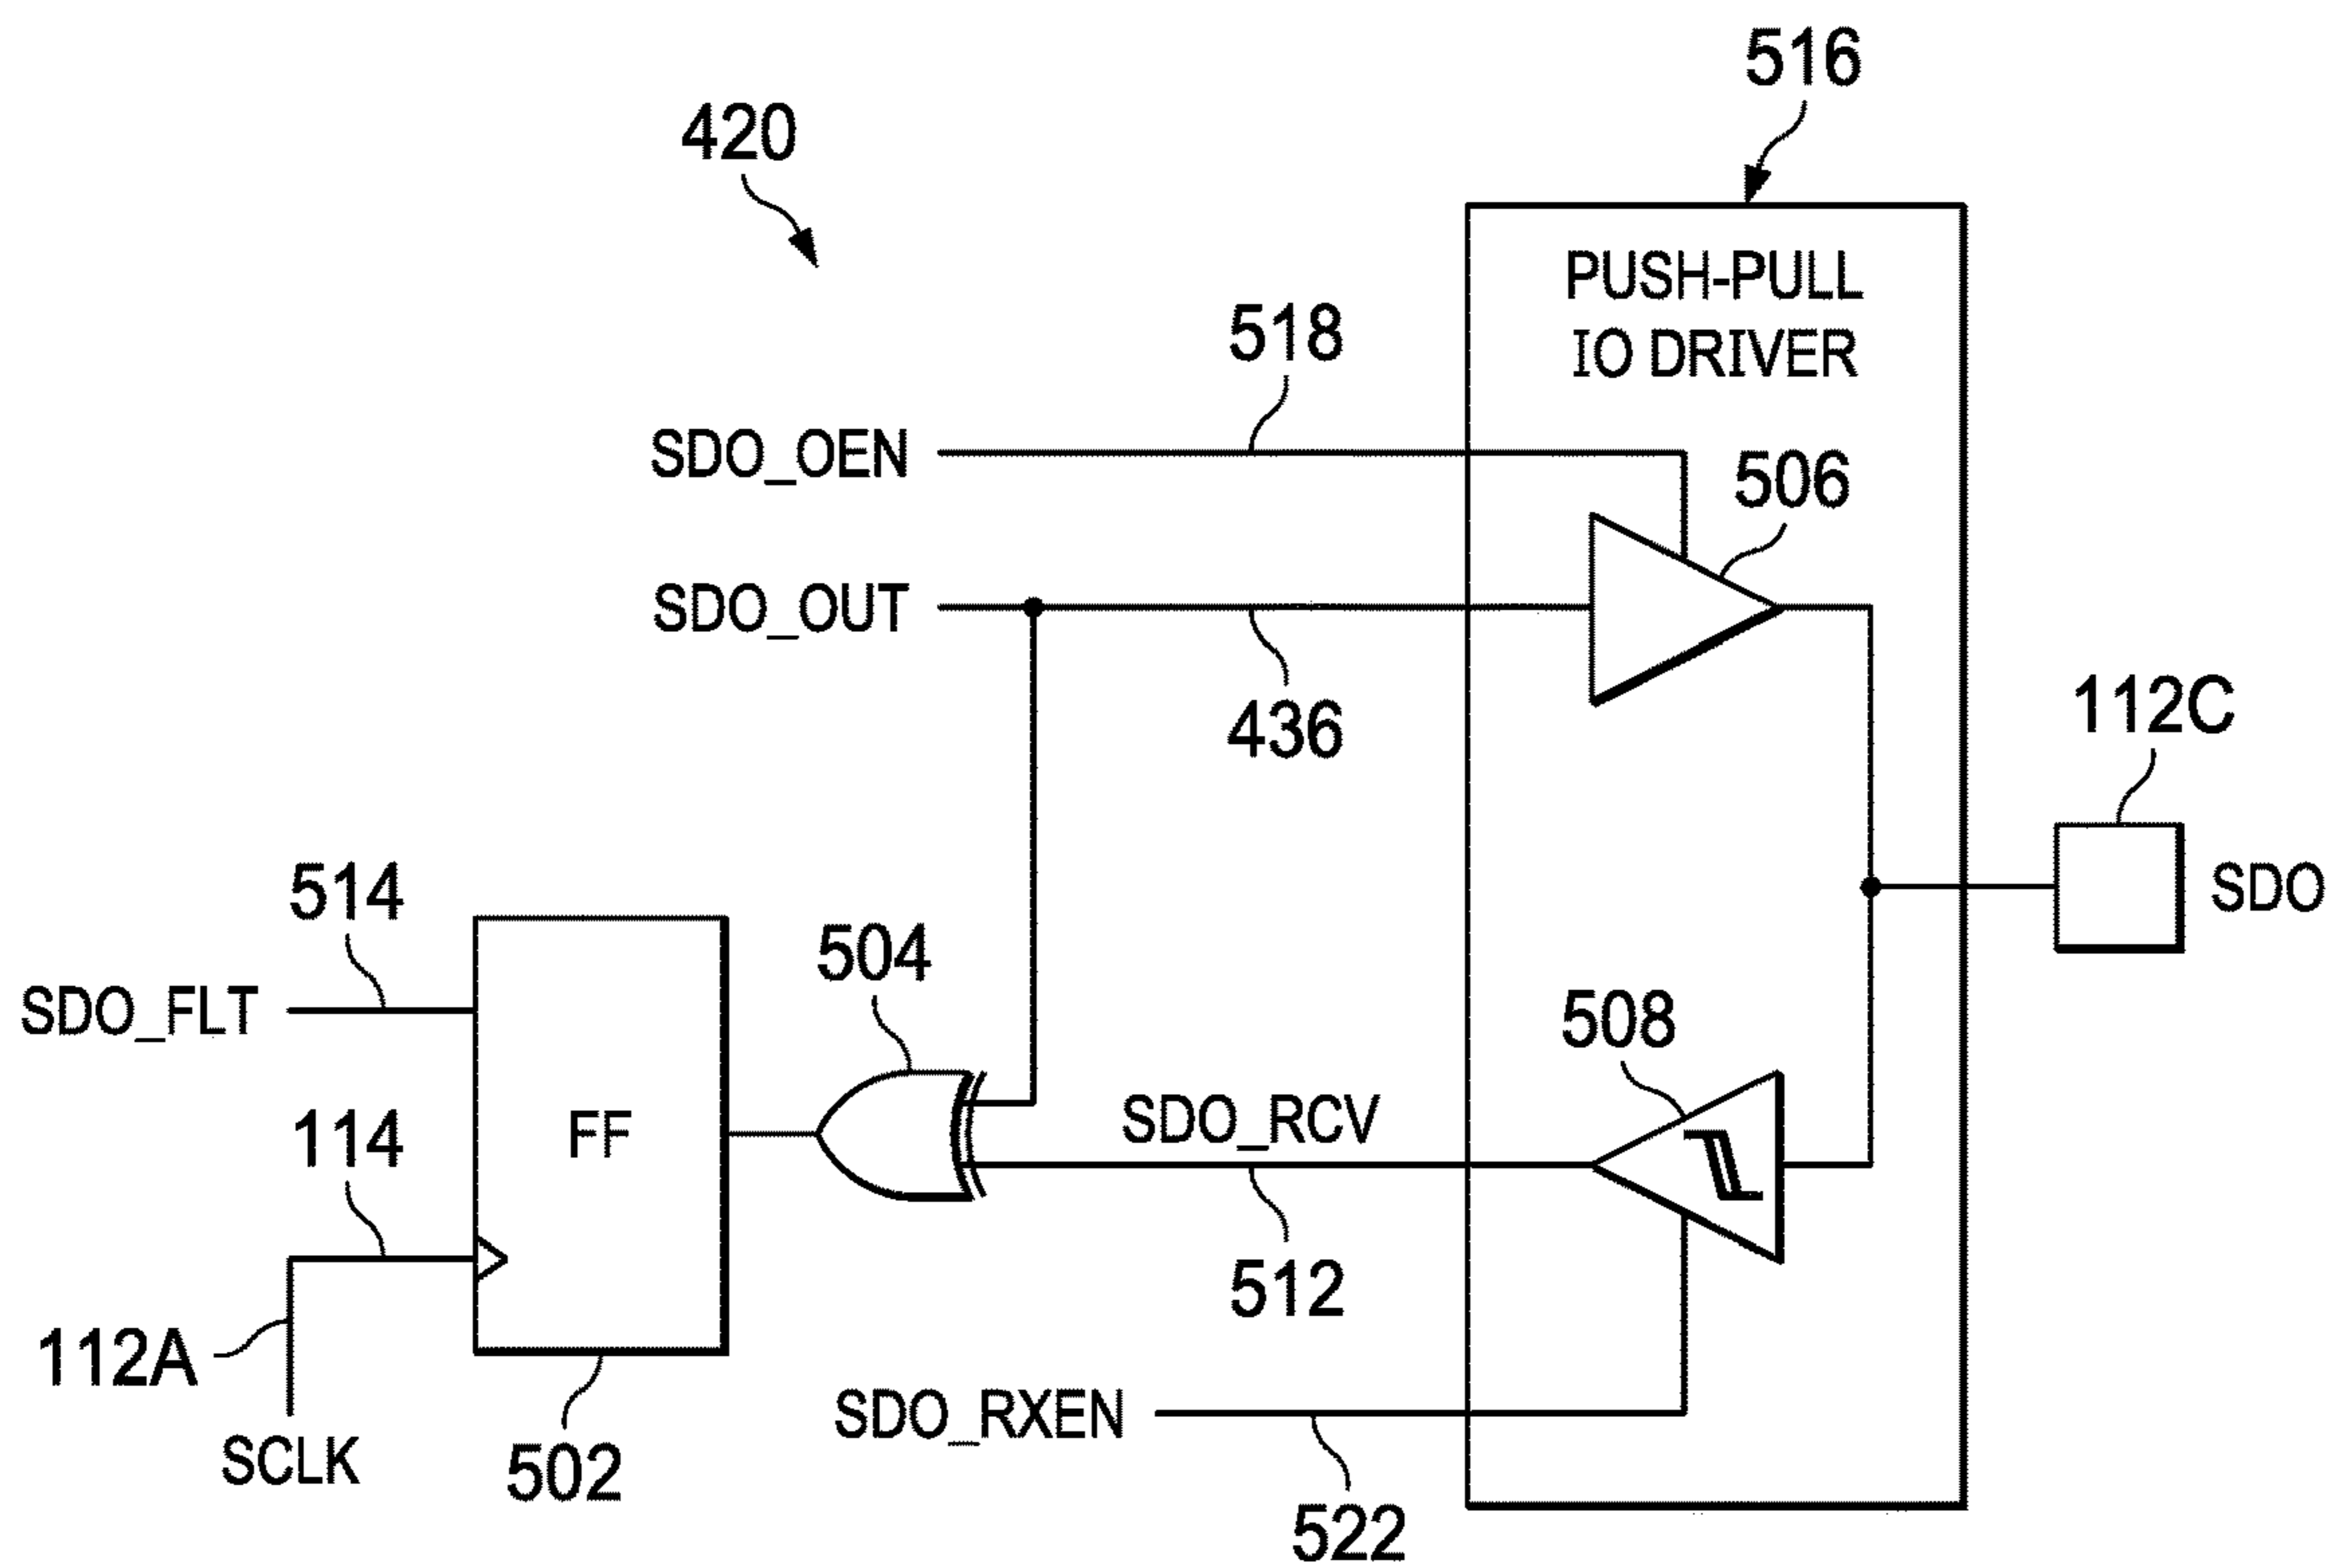 516
420
PUSH-PULL
IO DRIVER
518
SDO_OEN
506
SDO_OUT
436
112C
SDO
514
504
SDO_FLT
508
114
FF
SDO_RCV
512
112A
SDO_RXEN
SCLK
502
522